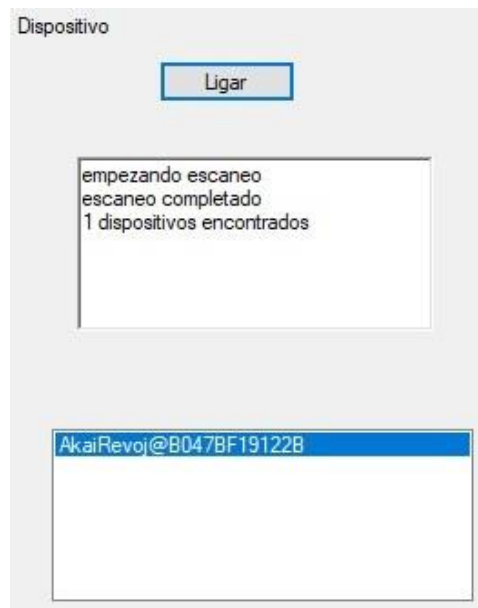 Dispositivo
Ligar
empezando escaneo
escaneo completado
1 dispositivos encontrados
AkaiRevoj@B047BF19122B